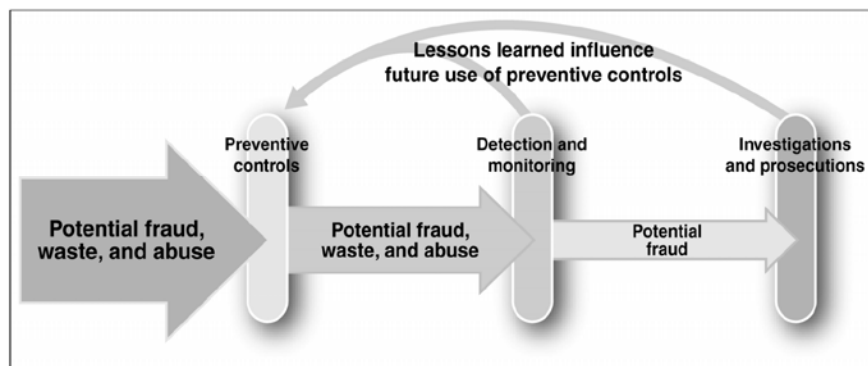 Lessons learned influence
future use of preventive controls
Preventive
controls
Detection and
monitoring
Investigations
and prosecutions
Potential fraud,
waste, and abuse
Potential fraud,
waste, and abuse
Potential
fraud